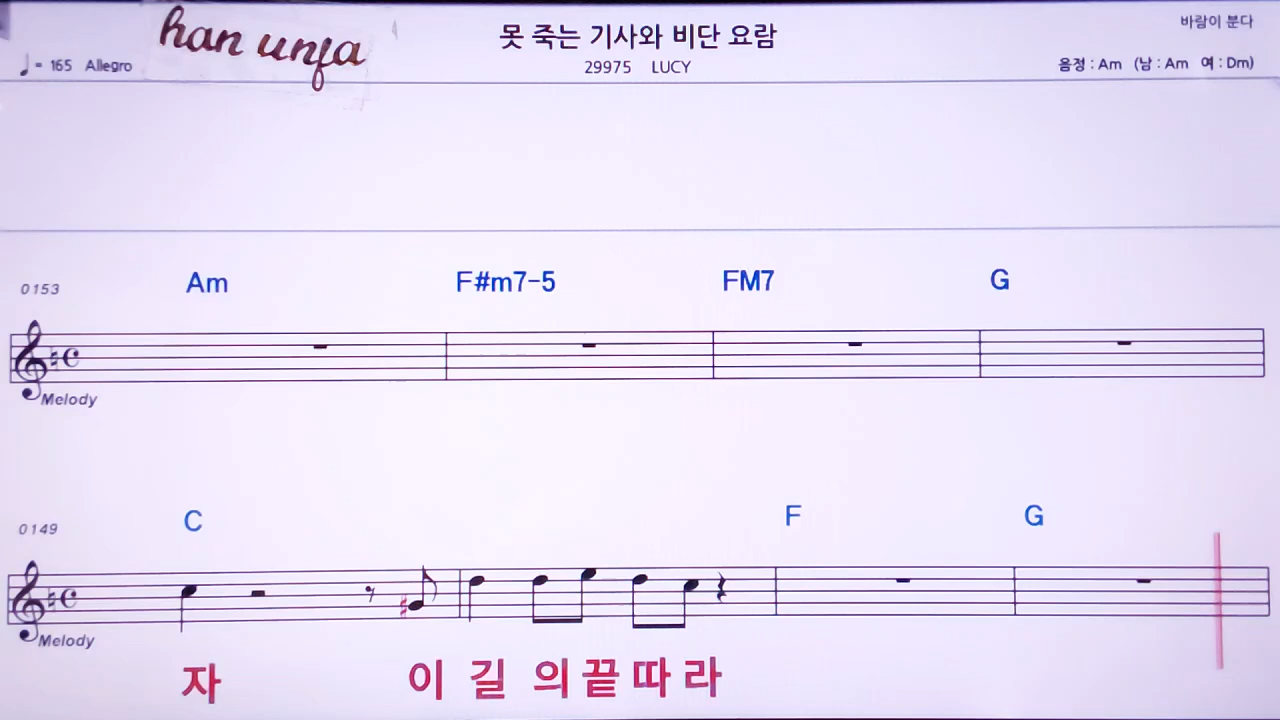 han unfa
못 죽는 기사와 비단 요람
바람이 분다
♩= 165 Allegro
29975 LUCY
음정 : Am (남 : Am 여 : Dm)
0153 Am F#m7-5 FM7 G
Melody
0149 C F G
Melody
자 이 길 의 끝 따 라